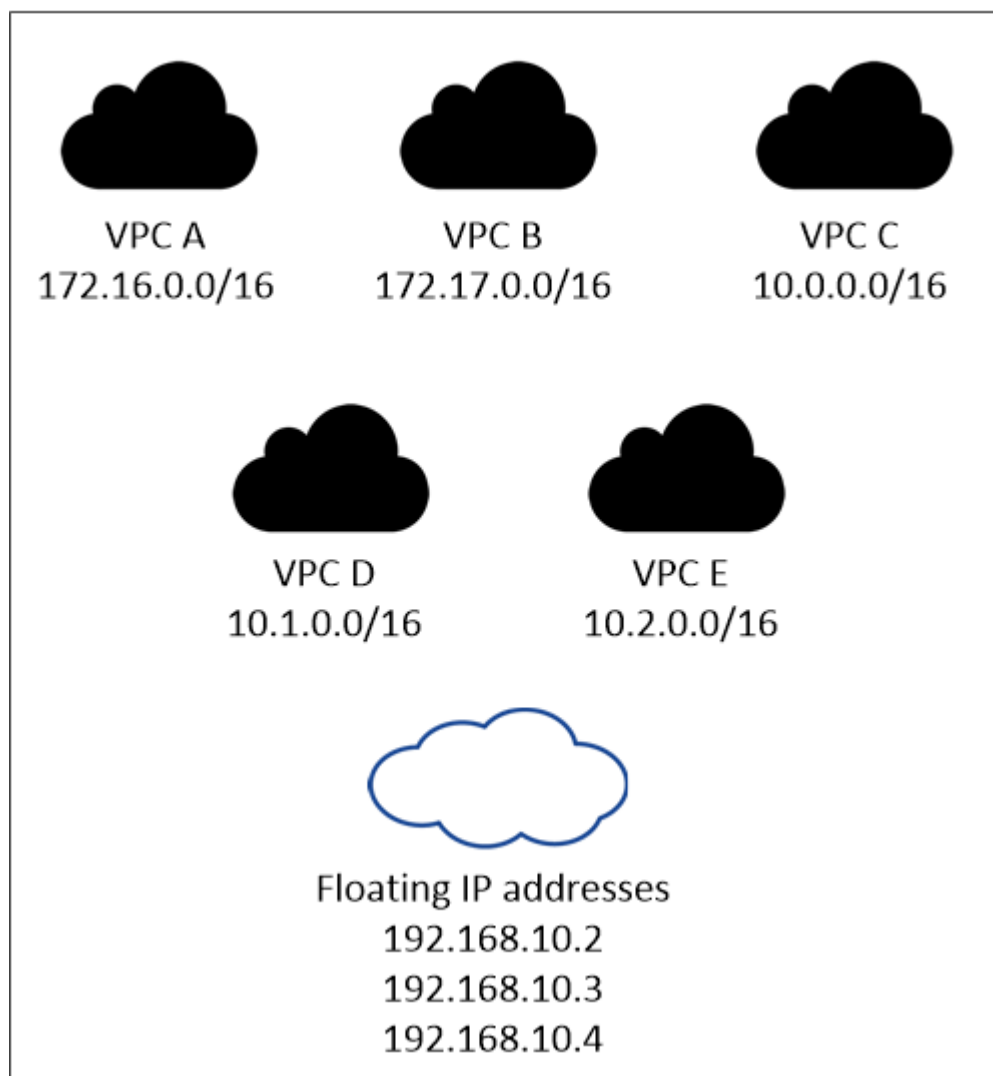 VPC A
172.16.0.0/16
VPC B
172.17.0.0/16
VPC C
10.0.0.0/16
VPC D
10.1.0.0/16
VPC E
10.2.0.0/16
Floating IP addresses
192.168.10.2
192.168.10.3
192.168.10.4